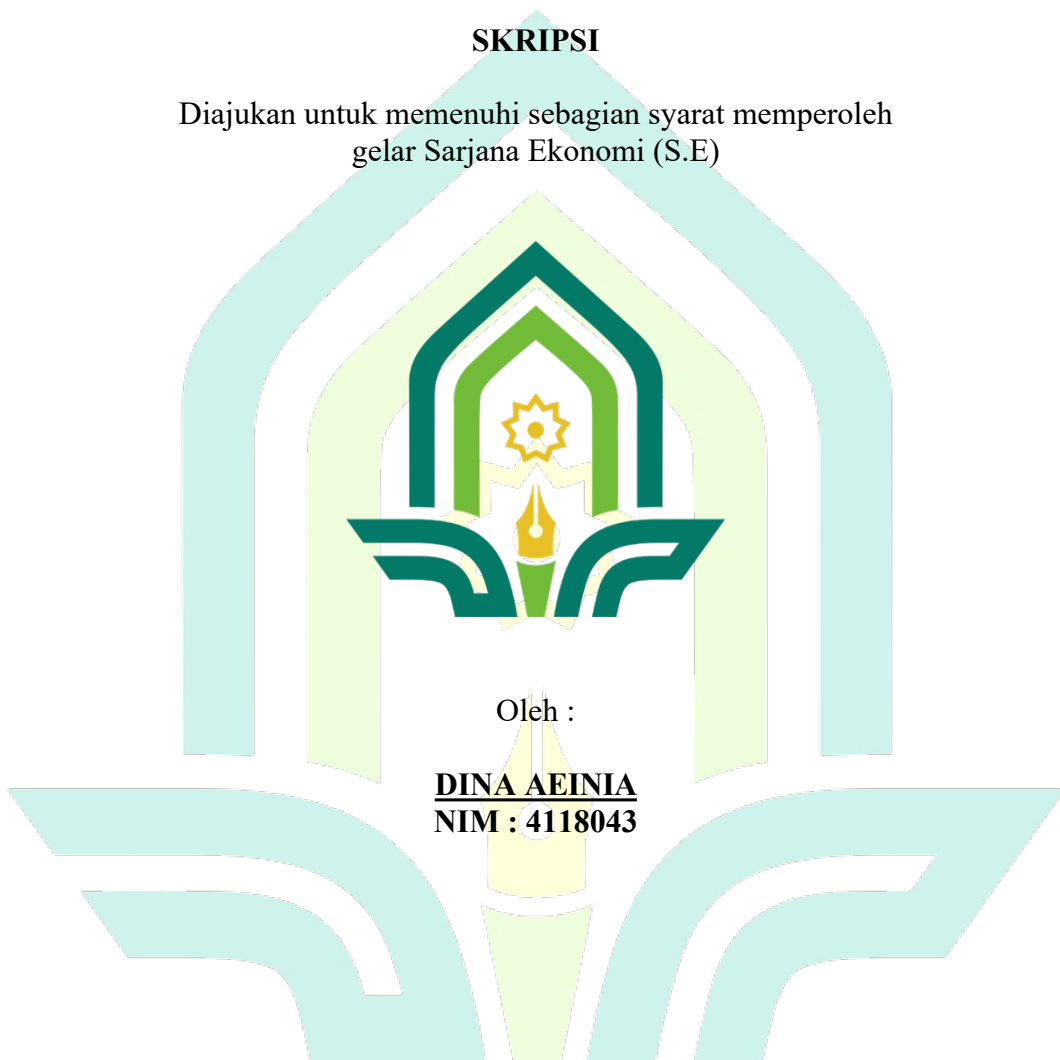 SKRIPSI
Diajukan untuk memenuhi sebagian syarat memperoleh
gelar Sarjana Ekonomi (S.E)
Oleh :
DINA AEINIA
NIM : 4118043